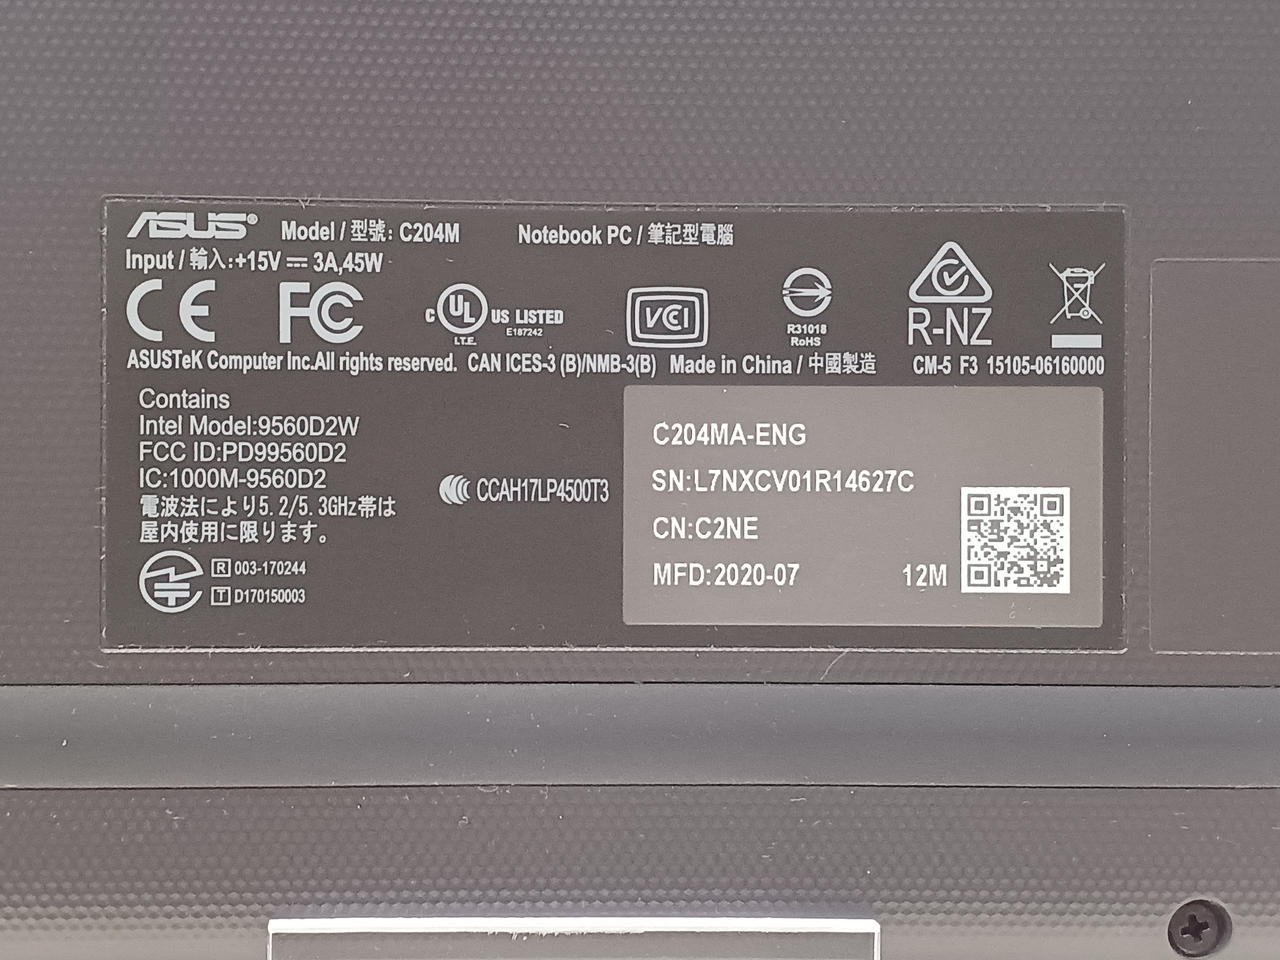 ASUS® Model / 型號: C204M Notebook PC / 筆記型電腦
Input / 輸入:+15V ⎓ 3A,45W
CE FC C UL US LISTED VCI R-NZ
I.T.E. E187242 R31018
RoHS
ASUSTeK Computer Inc.All rights reserved. CAN ICES-3 (B)/NMB-3(B) Made in China / 中國製造 CM-5 F3 15105-06160000
Contains
Intel Model:9560D2W
FCC ID:PD99560D2
IC:1000M-9560D2
電波法により5.2/5.3GHz帯は
屋内使用に限ります。
R 003-170244
T D170150003
CCAH17LP4500T3
C204MA-ENG
SN:L7NXCV01R14627C
CN:C2NE
MFD:2020-07 12M